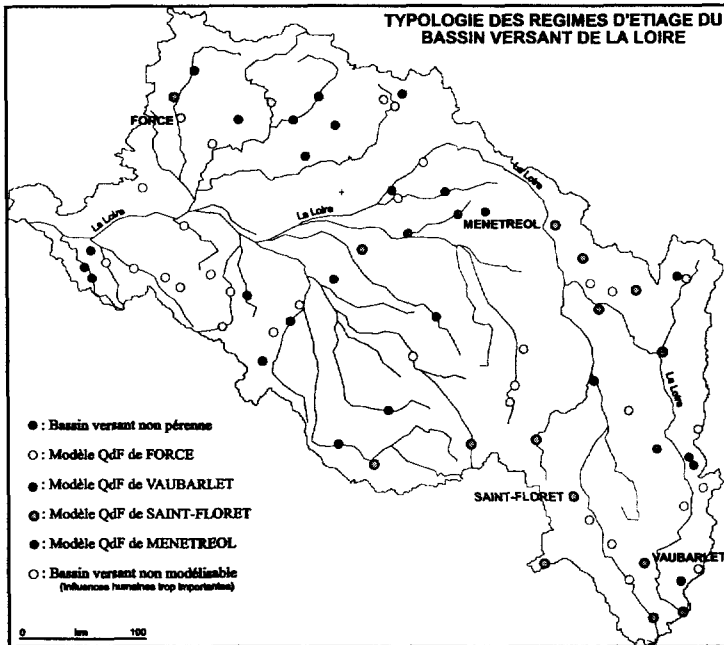 TYPOLOGIE DES REGIMES D'ETIAGE DU
BASSIN VERSANT DE LA LOIRE
FORCE
La Loire
La Loire
La Loire
MENETREOL
La Loire
SAINT-FLORET
VAUBARLET
● : Bassin versant non pérenne
○ : Modèle QdF de FORCE
● : Modèle QdF de VAUBARLET
◎ : Modèle QdF de SAINT-FLORET
● : Modèle QdF de MENETREOL
○ : Bassin versant non modélisable
(influences humaines trop importantes)
0 km 100